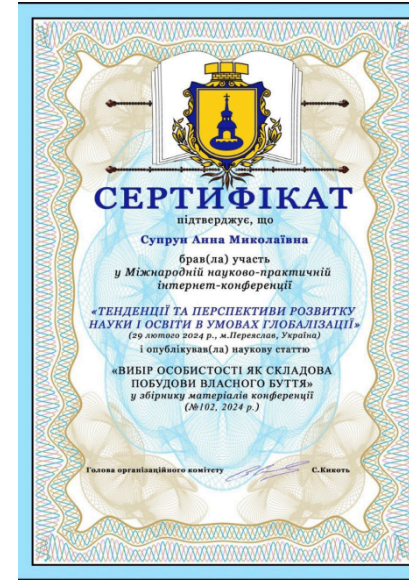 СЕРТИФІКАТ
підтверджує, що
Супрун Анна Миколаївна
брав(ла) участь
у Міжнародній науково-практичній
інтернет-конференції
«ТЕНДЕНЦІЇ ТА ПЕРСПЕКТИВИ РОЗВИТКУ
НАУКИ І ОСВІТИ В УМОВАХ ГЛОБАЛІЗАЦІЇ»
(29 лютого 2024 р., м.Переяслав, Україна)
і опублікував(ла) наукову статтю
«ВИБІР ОСОБИСТОСТІ ЯК СКЛАДОВА
ПОБУДОВИ ВЛАСНОГО БУТТЯ»
у збірнику матеріалів конференції
(№102, 2024 р.)
Голова організаційного комітету С.Кикоть